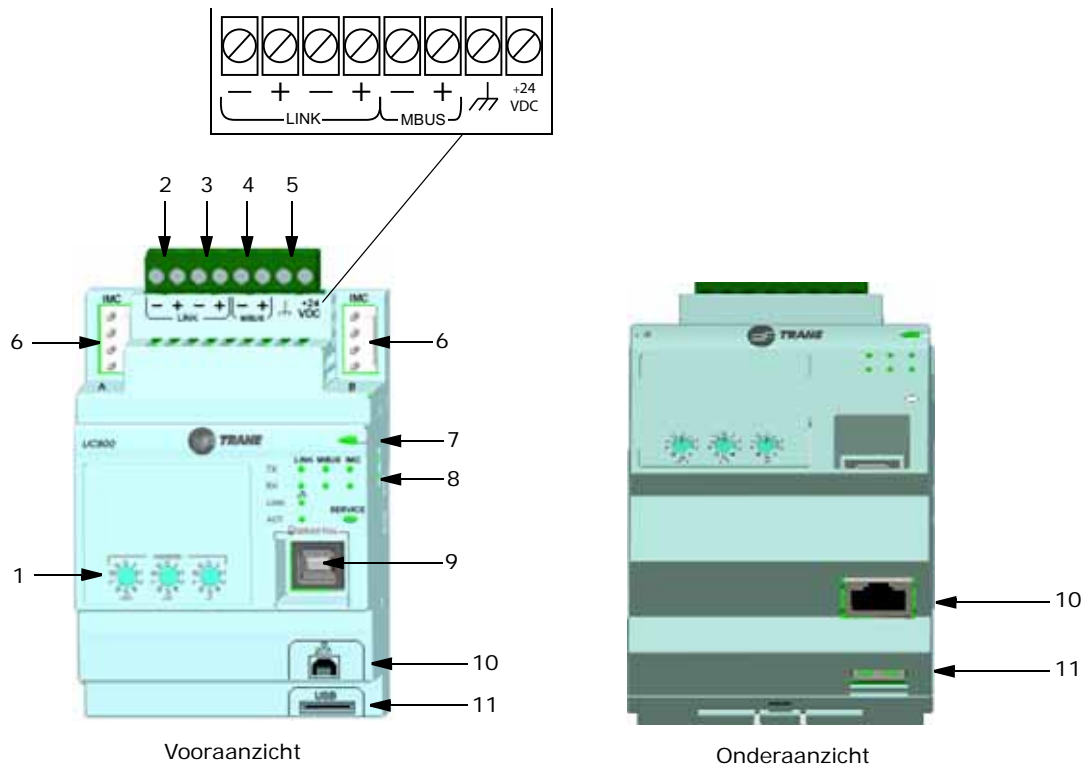 — + — + — +
+24
VDC
LINK MBUS
2 3 4 5
IMC IMC
— + — + — + +24
VDC
LINK MBUS
6 6
A B
UC800 TRANE
7
LINK MBUS IMC
TX
RX
8
LINK
ACT SERVICE
9
1
10
USB
11
Vooraanzicht
TRANE
10
11
Onderaanzicht